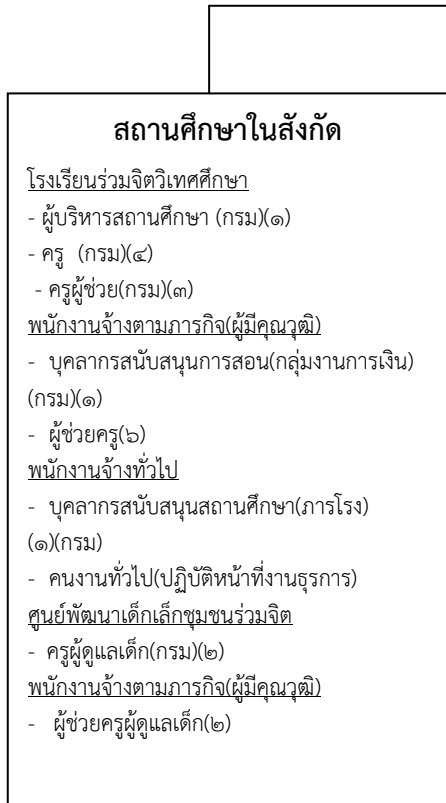 สถานศึกษาในสังกัด
โรงเรียนร่วมจิตวิเทศศึกษา
- ผู้บริหารสถานศึกษา (กรม)(๑)
- ครู (กรม)(๔)
- ครูผู้ช่วย(กรม)(๓)
พนักงานจ้างตามภารกิจ(ผู้มีคุณวุฒิ)
- บุคลากรสนับสนุนการสอน(กลุ่มงานการเงิน)
(กรม)(๑)
- ผู้ช่วยครู(๖)
พนักงานจ้างทั่วไป
- บุคลากรสนับสนุนสถานศึกษา(ภารโรง)
(๑)(กรม)
- คนงานทั่วไป(ปฏิบัติหน้าที่งานธุรการ)
ศูนย์พัฒนาเด็กเล็กชุมชนร่วมจิต
- ครูผู้ดูแลเด็ก(กรม)(๒)
พนักงานจ้างตามภารกิจ(ผู้มีคุณวุฒิ)
- ผู้ช่วยครูผู้ดูแลเด็ก(๒)